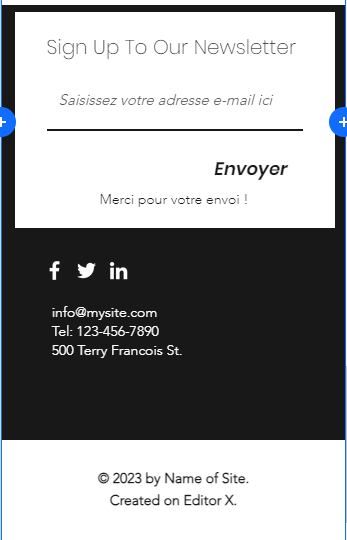 Sign Up To Our Newsletter
Saisissez votre adresse e-mail ici
Envoyer
Merci pour votre envoi !
info@mysite.com
Tel: 123-456-7890
500 Terry Francois St.
© 2023 by Name of Site.
Created on Editor X.